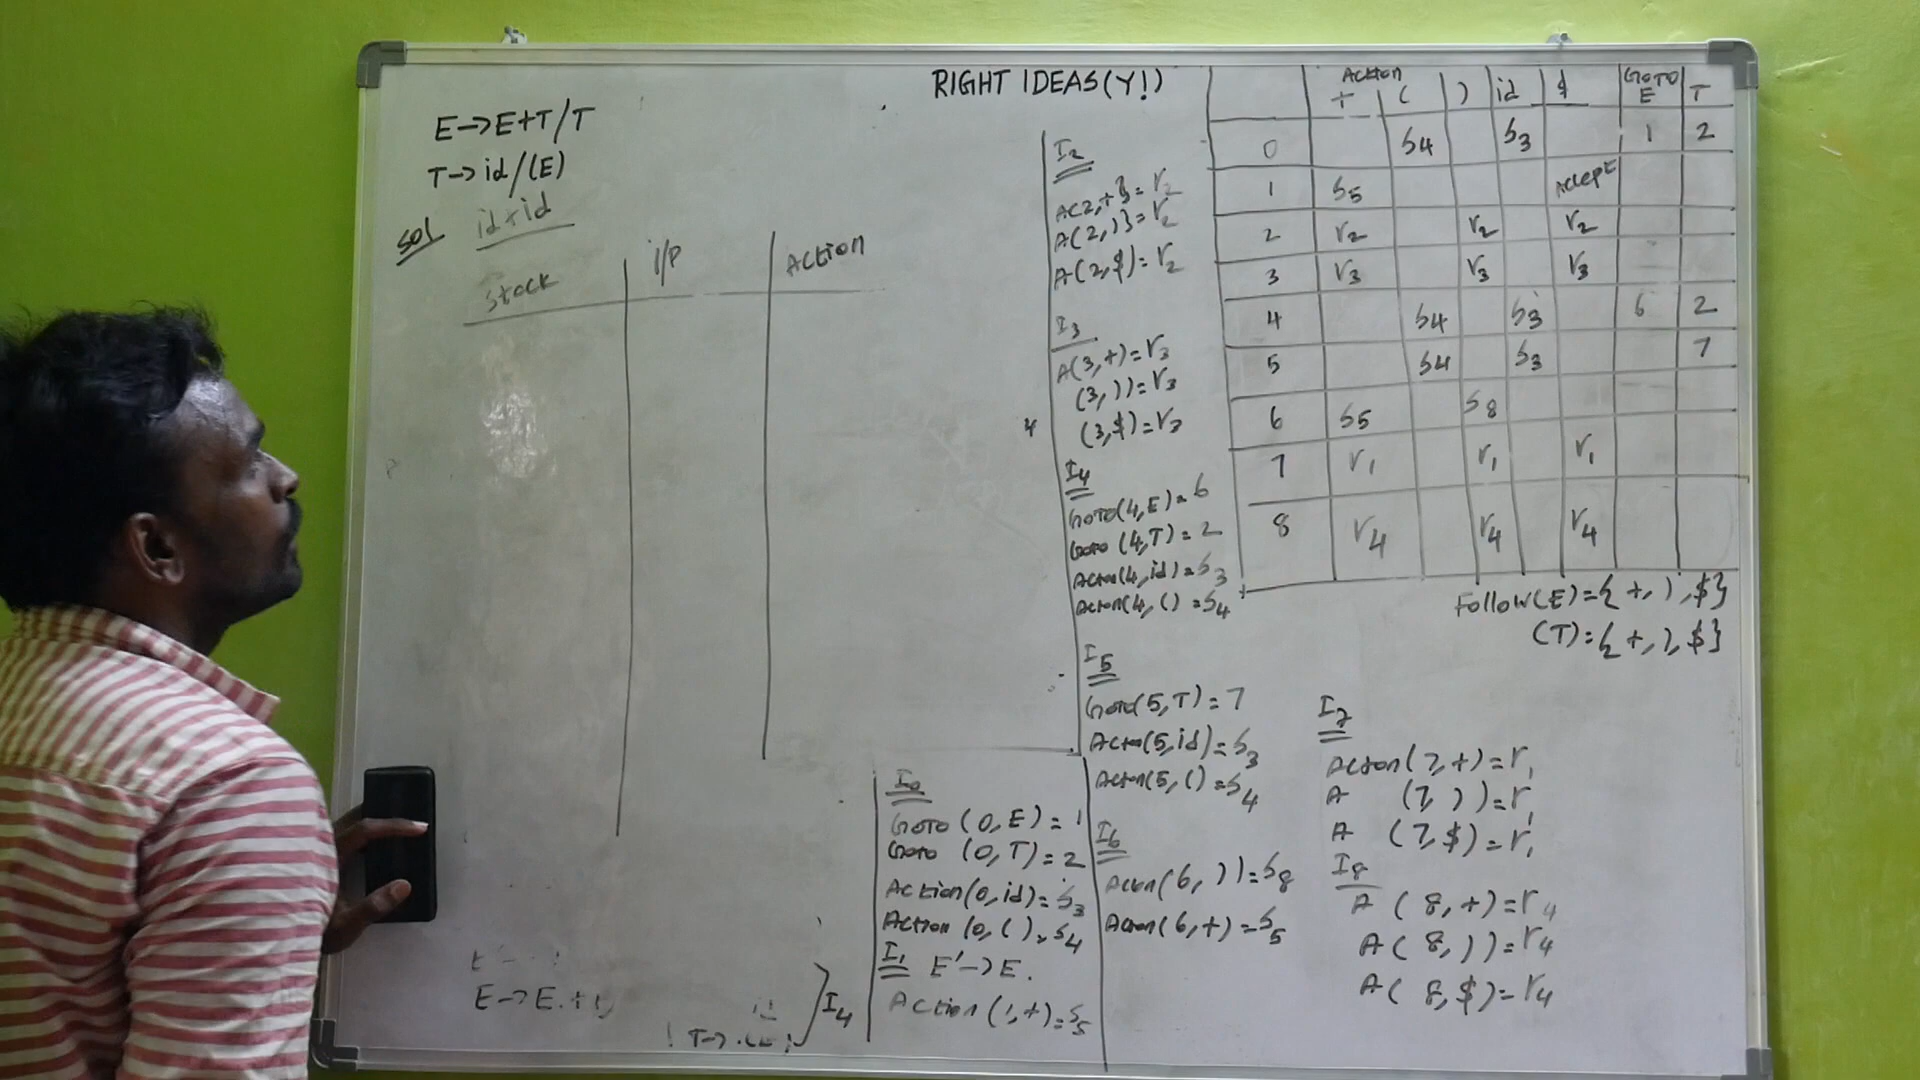 RIGHT IDEAS(Y!)
E->E+T/T
T->id/(E)
Sol id+id
Stack i/p Action
E->E.+
T->.(E
I4
I0
GOTO (0,E)=1
Goto (0,T)=2
Action(0,id)=S3
Action (0,()=S4
I1 E'->E.
Action (1,+)=S5
I2
A(2,+}=r2
A(2,)}=r2
A(2,$)=r2
I3
A(3,+)=r3
(3,))=r3
(3,$)=r3
I4
Goto(4,E)=6
Goto (4,T)=2
Action(4,id)=S3
Action(4,()=S4
I5
Goto(5,T)=7
Action(5,id)=S3
Action(5,()=S4
I6
Action(6,))=S8
Action(6,+)=S5
Action GOTO
+ ( ) id $ E T
0 S4 S3 1 2
1 S5 Accept
2 r2 r2 r2
3 r3 r3 r3
4 S4 S3 6 2
5 S4 S3 7
6 S5 S8
7 r1 r1 r1
8 r4 r4 r4
Follow(E)={+,),$}
(T)={+,),$}
I7
Action(7,+)=r1
A (7,))=r1
A (7,$)=r1
I8
A (8,+)=r4
A (8,))=r4
A ( 8,$)=r4